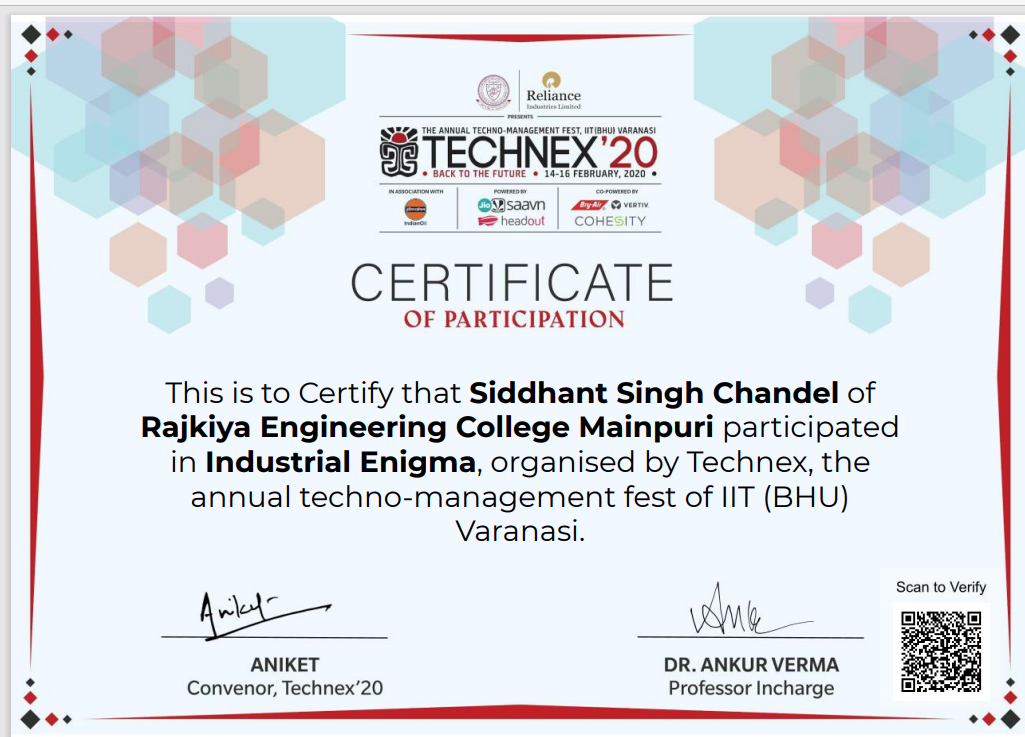 Reliance
Industries Limited
PRESENTS
THE ANNUAL TECHNO-MANAGEMENT FEST, IIT(BHU) VARANASI
TECHNEX'20
• BACK TO THE FUTURE • 14-16 FEBRUARY, 2020 •
IN ASSOCIATION WITH
IndianOil
POWERED BY
Jio saavn
headout
CO-POWERED BY
Bry-Air VERTIV
COHESITY
CERTIFICATE
OF PARTICIPATION
This is to Certify that Siddhant Singh Chandel of
Rajkiya Engineering College Mainpuri participated
in Industrial Enigma, organised by Technex, the
annual techno-management fest of IIT (BHU)
Varanasi.
Aniket
ANIKET
Convenor, Technex'20
DR. ANKUR VERMA
Professor Incharge
Scan to Verify